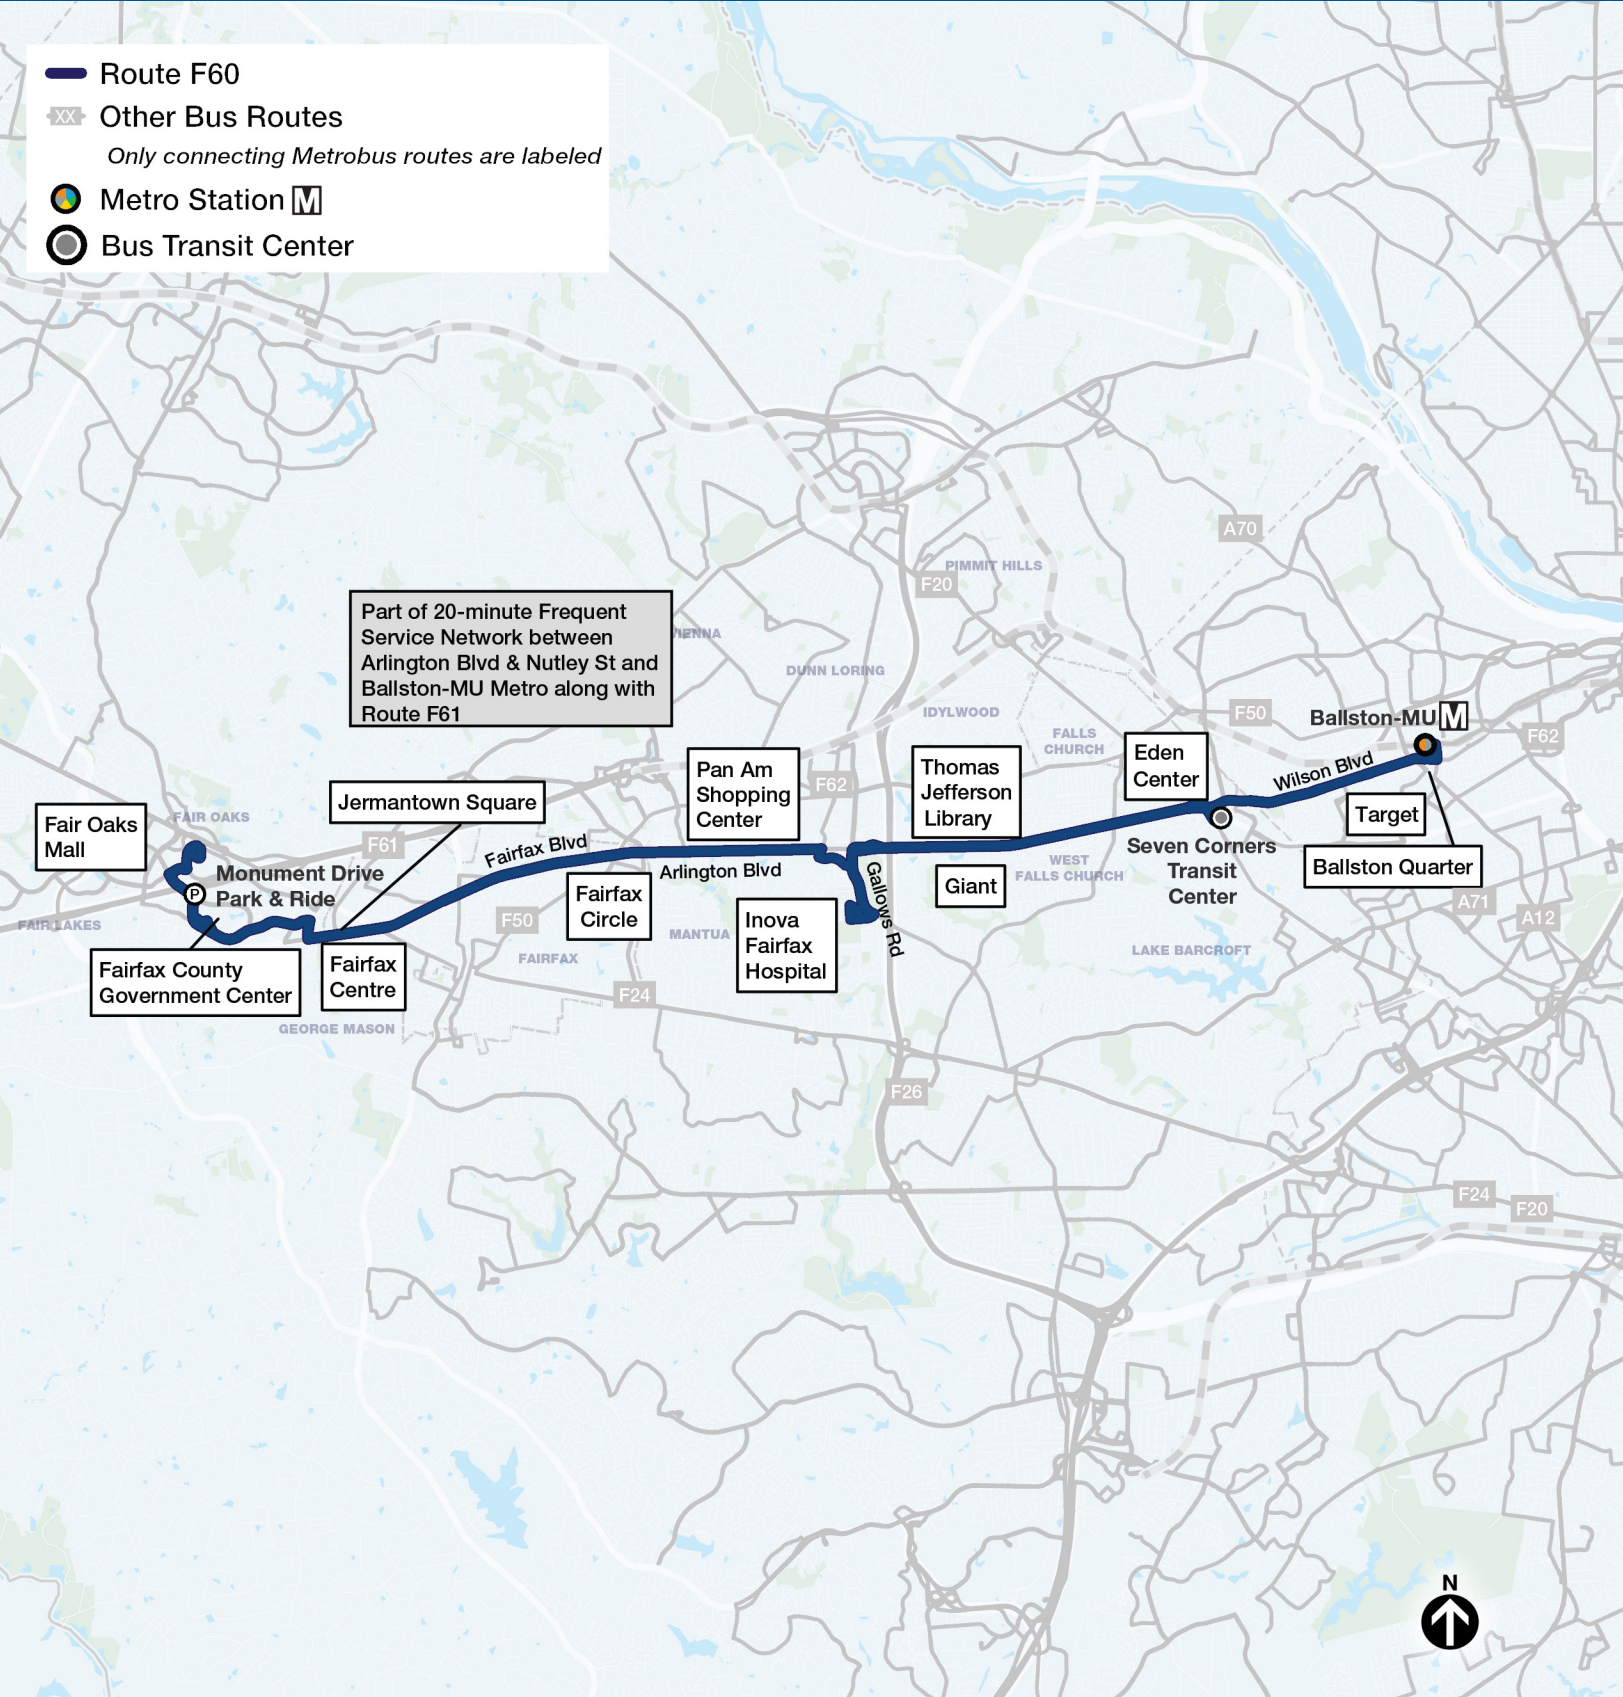 Route F60
XX Other Bus Routes
Only connecting Metrobus routes are labeled
Metro Station M
Bus Transit Center
A70
PIMMIT HILLS
F20
Part of 20-minute Frequent
Service Network between
Arlington Blvd & Nutley St and
Ballston-MU Metro along with
Route F61
VIENNA
DUNN LORING
IDYLWOOD
F50
Ballston-MU M
F62
FALLS
CHURCH
Eden
Center
Wilson Blvd
Pan Am
Shopping
Center
F62
Thomas
Jefferson
Library
Jermantown Square
Target
Fair Oaks
Mall
FAIR OAKS
F61
Fairfax Blvd
Arlington Blvd
Seven Corners
Transit
Center
Ballston Quarter
WEST
FALLS CHURCH
Monument Drive
Park & Ride
P
Gallows Rd
Giant
Fairfax
Circle
A71
A12
FAIR LAKES
F50
MANTUA
Inova
Fairfax
Hospital
FAIRFAX
LAKE BARCROFT
Fairfax County
Government Center
Fairfax
Centre
F24
GEORGE MASON
F26
F24
F20
N